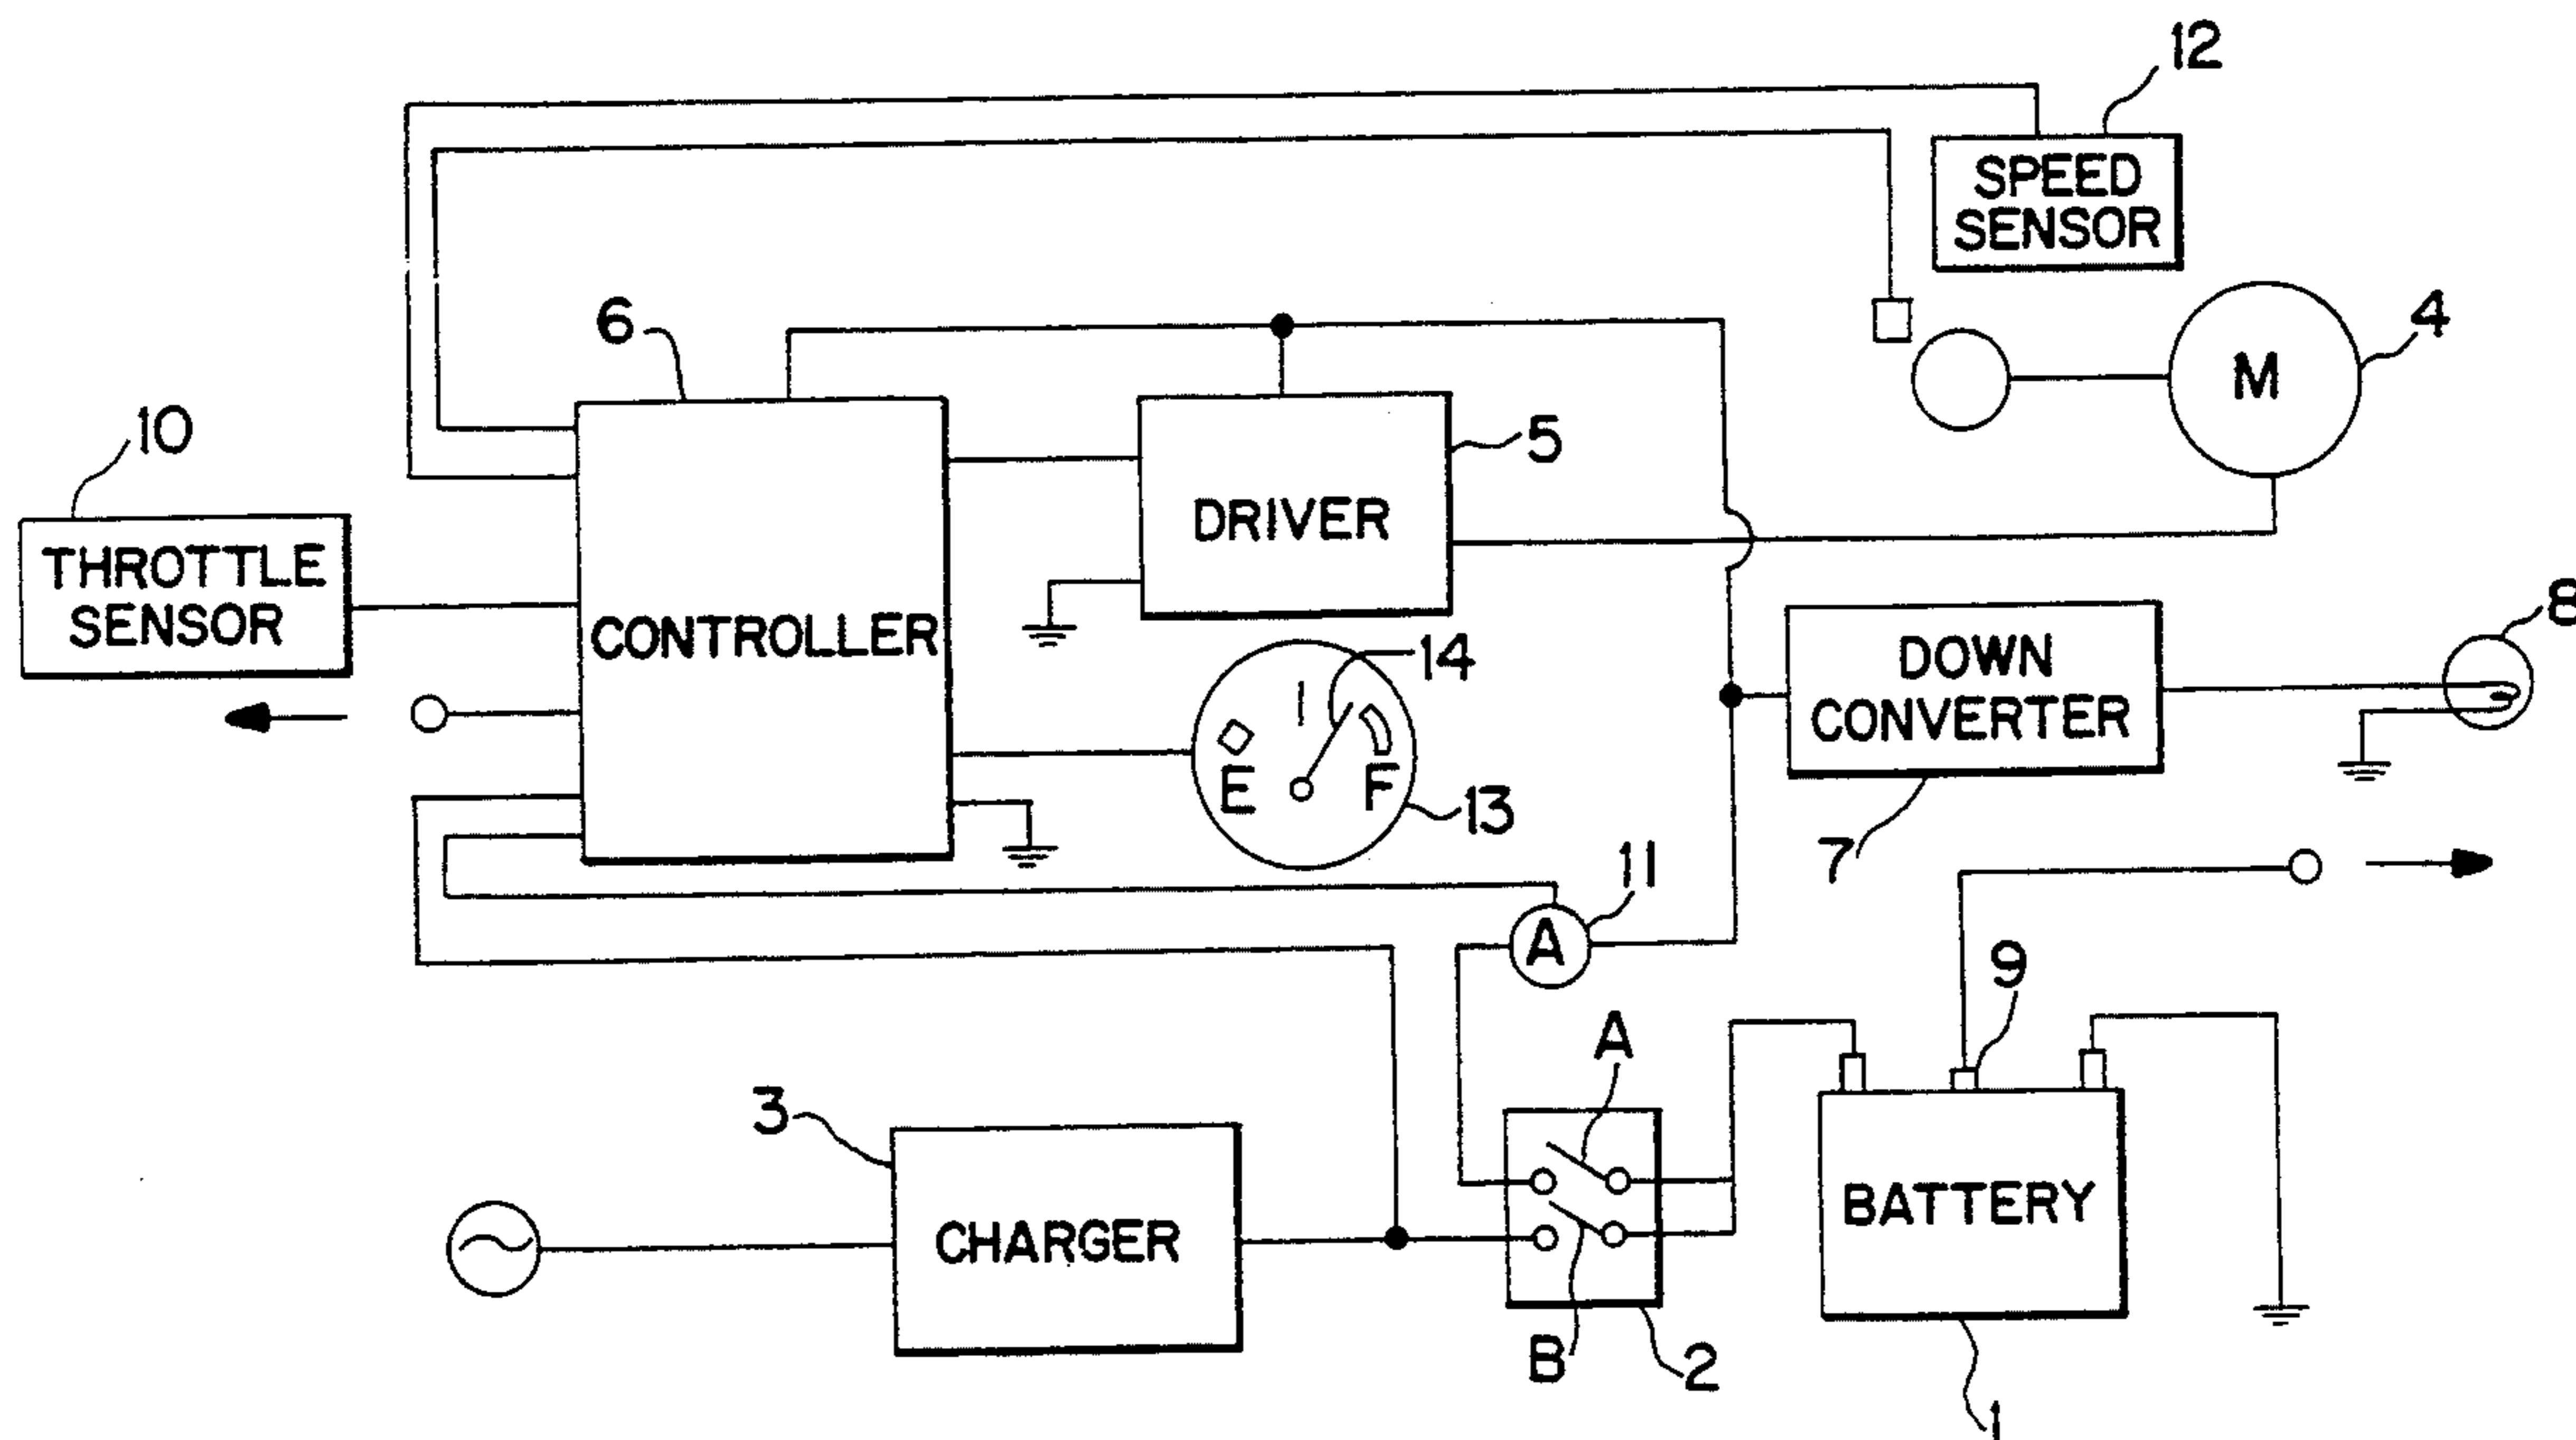 12
SPEED
SENSOR
6
4
M
10
5
THROTTLE
SENSOR
DRIVER
8
CONTROLLER
14
DOWN
CONVERTER
E
F
13
7
11
A
9
A
3
CHARGER
BATTERY
B
2
1